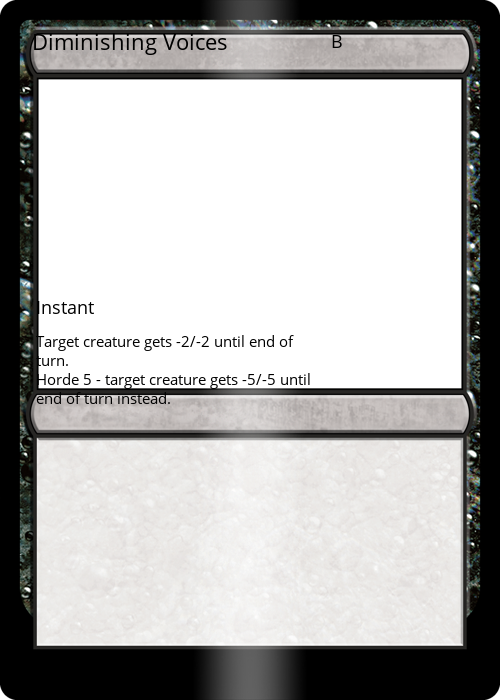 Diminishing Voices B
Instant
Target creature gets -2/-2 until end of
turn.
Horde 5 - target creature gets -5/-5 until
end of turn instead.